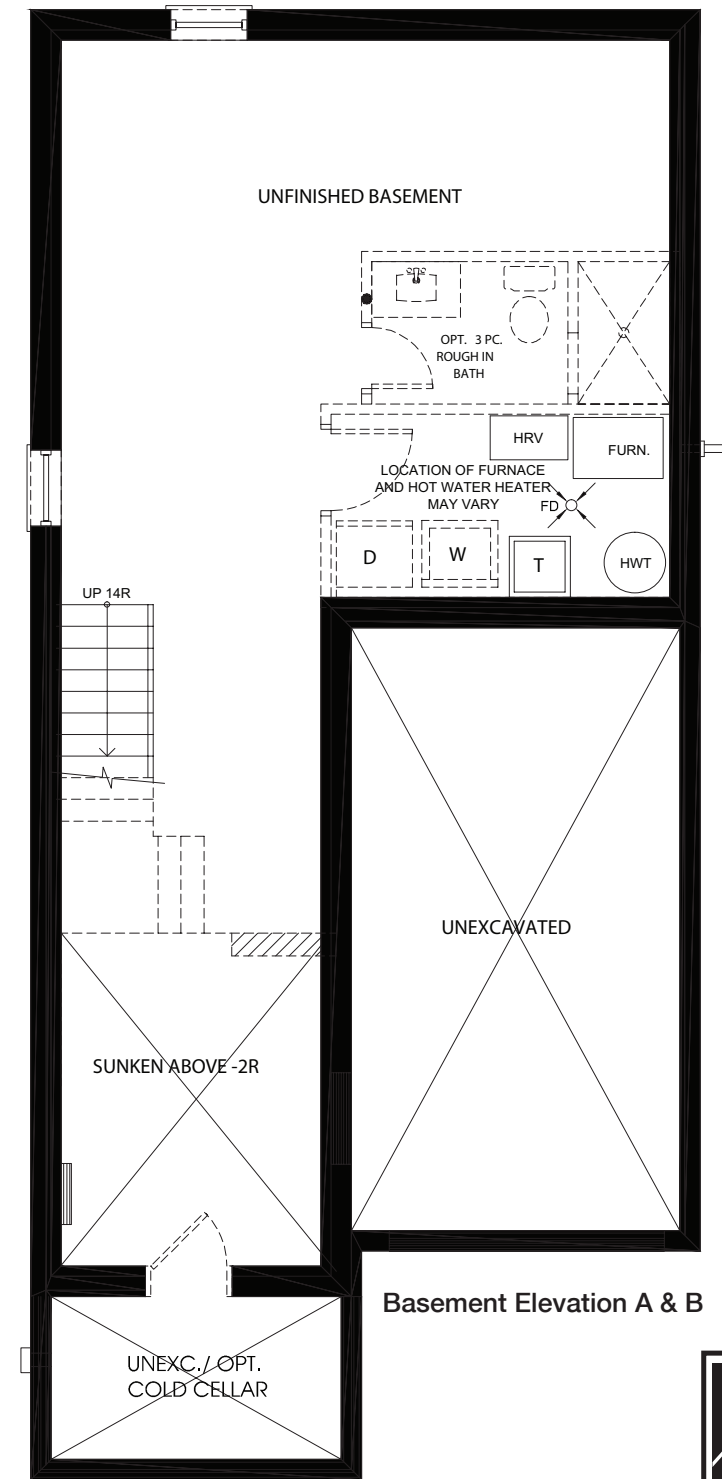 UNFINISHED BASEMENT
OPT. 3 PC.
ROUGH IN
BATH
HRV
FURN.
LOCATION OF FURNACE
AND HOT WATER HEATER
MAY VARY
FD
D
W
T
HWT
UP 14R
UNEXCAVATED
SUNKEN ABOVE -2R
Basement Elevation A & B
UNEXC./ OPT.
COLD CELLAR